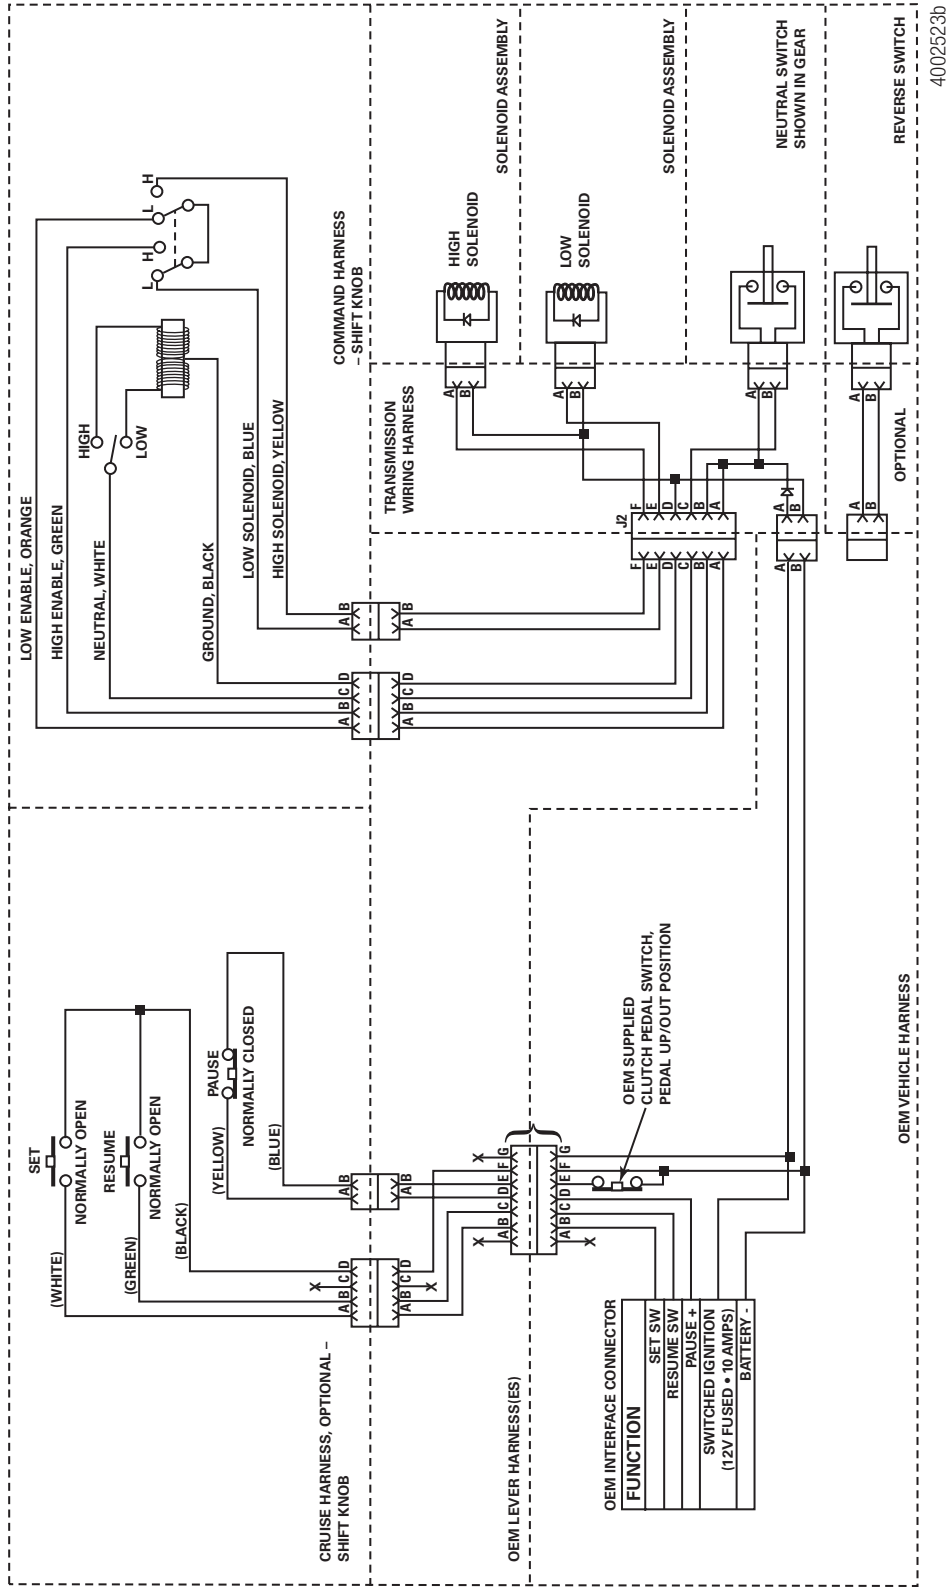 SET
NORMALLY OPEN
RESUME
NORMALLY OPEN
(WHITE)
(GREEN)
(BLACK)
PAUSE
NORMALLY CLOSED
(YELLOW)
(BLUE)
A B C D
A B C D
A B
A B
CRUISE HARNESS, OPTIONAL –
SHIFT KNOB
LOW ENABLE, ORANGE
HIGH ENABLE, GREEN
NEUTRAL, WHITE
GROUND, BLACK
LOW SOLENOID, BLUE
HIGH SOLENOID, YELLOW
HIGH
LOW
L H L H
A B C D
A B C D
A B
A B
COMMAND HARNESS
– SHIFT KNOB
OEM LEVER HARNESS(ES)
A B C D E F G
A B C D E F G
X
X
X
X
X
OEM SUPPLIED
CLUTCH PEDAL SWITCH,
PEDAL UP/OUT POSITION
OEM INTERFACE CONNECTOR
FUNCTION
SET SW
RESUME SW
PAUSE +
SWITCHED IGNITION
(12V FUSED • 10 AMPS)
BATTERY -
OEM VEHICLE HARNESS
TRANSMISSION
WIRING HARNESS
J2
F
E
D
C
B
A
F
E
D
C
B
A
A
B
A
B
A
B
A
B
A
B
A
B
A
B
OPTIONAL
HIGH
SOLENOID
SOLENOID ASSEMBLY
LOW
SOLENOID
SOLENOID ASSEMBLY
NEUTRAL SWITCH
SHOWN IN GEAR
REVERSE SWITCH
4002523b